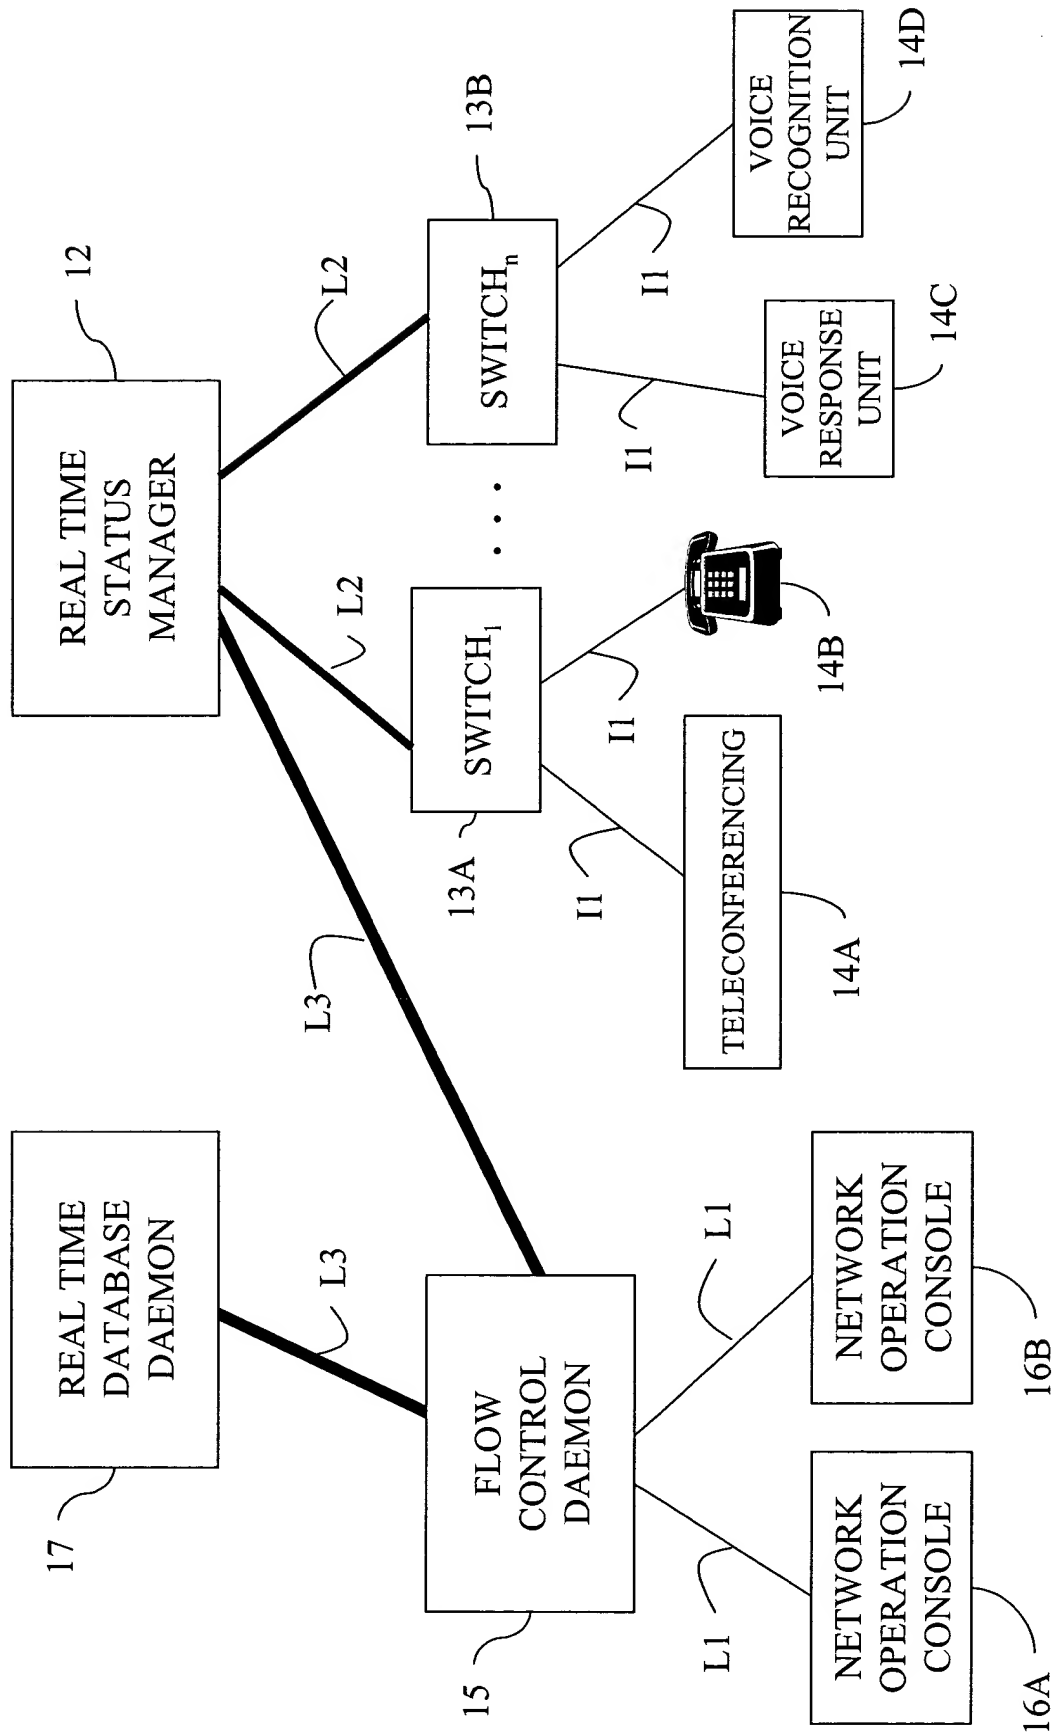 17
REAL TIME
DATABASE
DAEMON
12
REAL TIME
STATUS
MANAGER
L3
L3
L2
L2
15
FLOW
CONTROL
DAEMON
13A
SWITCH1
. . .
SWITCHn
13B
L1
L1
I1
I1
I1
I1
NETWORK
OPERATION
CONSOLE
16A
NETWORK
OPERATION
CONSOLE
16B
TELECONFERENCING
14A
14B
VOICE
RESPONSE
UNIT
14C
VOICE
RECOGNITION
UNIT
14D